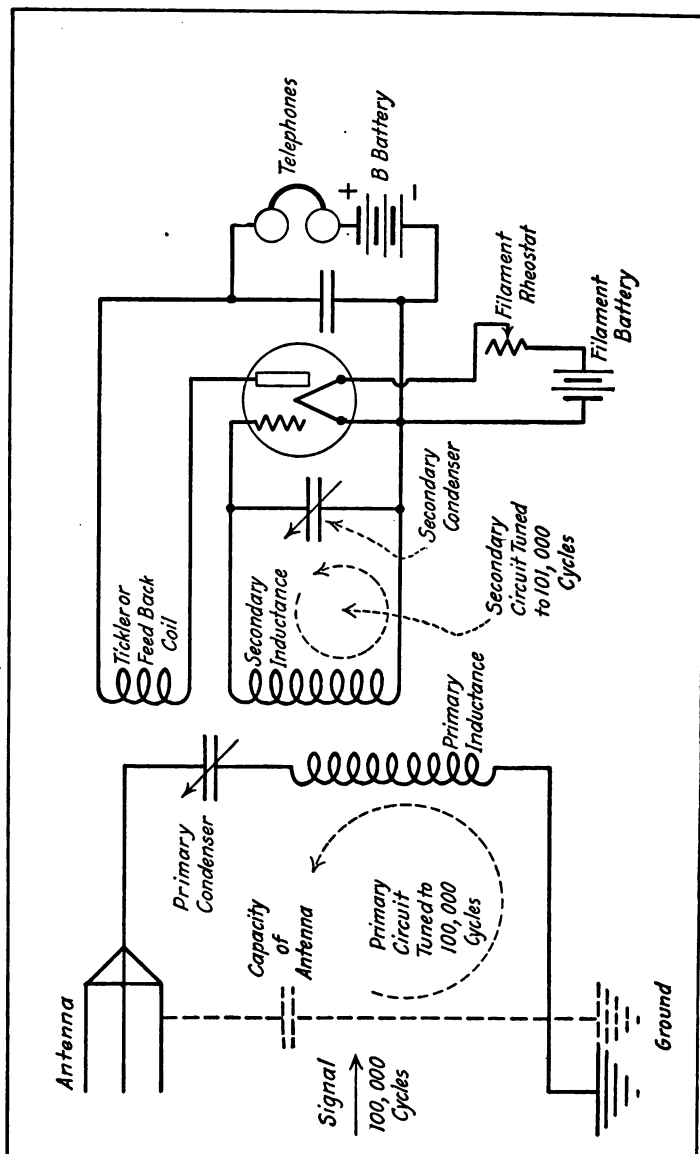 Antenna
Signal
100,000
Cycles
Capacity
of
Antenna
Primary
Condenser
Primary
Circuit
Tuned to
100,000
Cycles
Ground
Primary
Inductance
Tickler or
Feed Back
Coil
Secondary
Inductance
Secondary
Condenser
Secondary
Circuit Tuned
to 101,000
Cycles
Telephones
+
B Battery
-
Filament
Rheostat
Filament
Battery